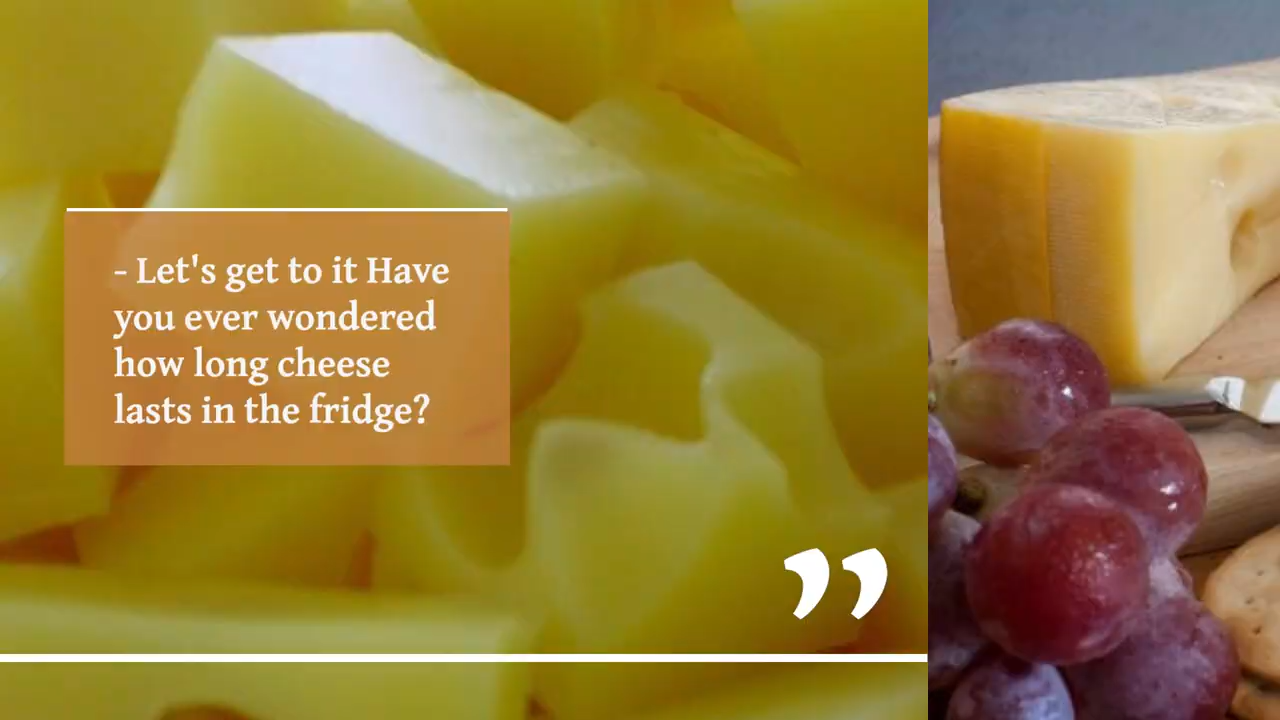 - Let's get to it Have
you ever wondered
how long cheese
lasts in the fridge?
”